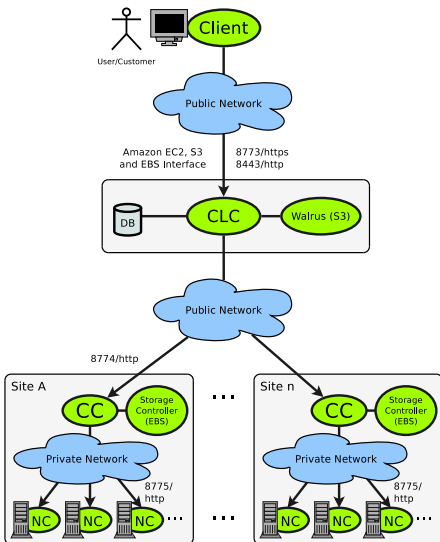 Client
User/Customer
Public Network
Amazon EC2, S3
and EBS Interface
8773/https
8443/http
DB
CLC
Walrus (S3)
Public Network
8774/http
Site A
CC
Storage
Controller
(EBS)
Private Network
8775/
http
NC
NC
NC
...
...
...
Site n
CC
Storage
Controller
(EBS)
Private Network
8775/
http
NC
NC
NC
...